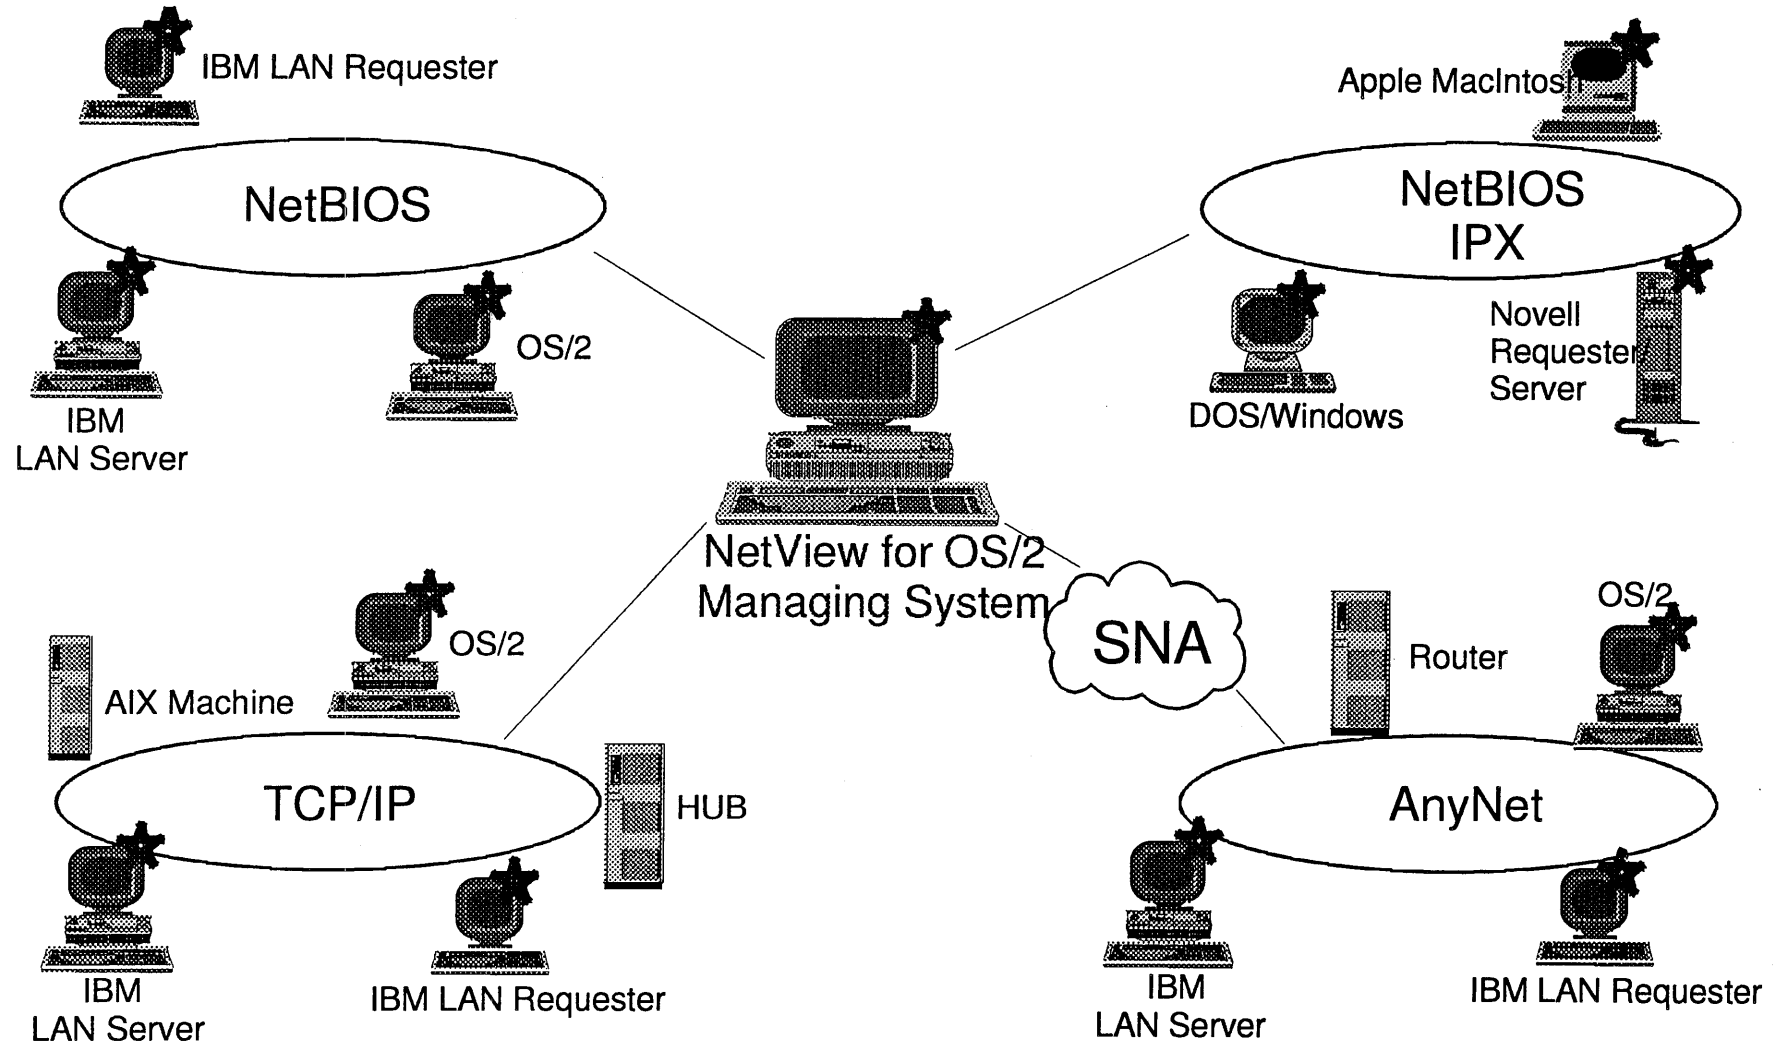 IBM LAN Requester
NetBIOS
IBM
LAN Server
OS/2
Apple MacIntosh
NetBIOS
IPX
DOS/Windows
Novell
Requester/
Server
NetView for OS/2
Managing System
SNA
OS/2
AIX Machine
TCP/IP
HUB
IBM
LAN Server
IBM LAN Requester
Router
OS/2
AnyNet
IBM
LAN Server
IBM LAN Requester